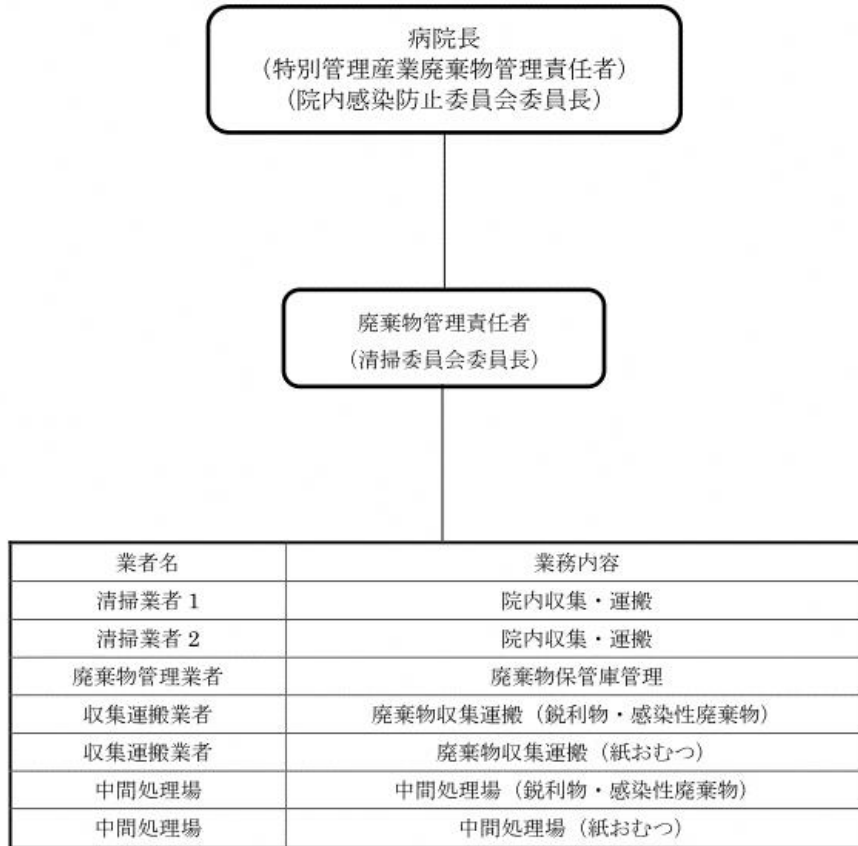 病院長
（特別管理産業廃棄物管理責任者）
（院内感染防止委員会委員長）
廃棄物管理責任者
（清掃委員会委員長）
業者名 業務内容
清掃業者 1 院内収集・運搬
清掃業者 2 院内収集・運搬
廃棄物管理業者 廃棄物保管庫管理
収集運搬業者 廃棄物収集運搬（鋭利物・感染性廃棄物）
収集運搬業者 廃棄物収集運搬（紙おむつ）
中間処理場 中間処理場（鋭利物・感染性廃棄物）
中間処理場 中間処理場（紙おむつ）